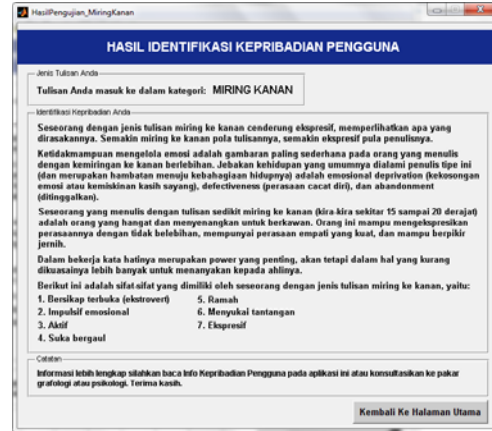 HasilPengujian_MiringKanan
HASIL IDENTIFIKASI KEPRIBADIAN PENGGUNA
Jenis Tulisan Anda
Tulisan Anda masuk ke dalam kategori: MIRING KANAN
Identifikasi Kepribadian Anda
Seseorang dengan jenis tulisan miring ke kanan cenderung ekspresif, memperlihatkan apa yang
dirasakannya. Semakin miring ke kanan pola tulisannya, semakin ekspresif pula penulisnya.
Ketidakmampuan mengelola emosi adalah gambaran paling sederhana pada orang yang menulis
dengan kemiringan ke kanan berlebihan. Jebakan kehidupan yang umumnya dialami penulis tipe ini
(dan merupakan hambatan menuju kebahagiaan hidupnya) adalah emosional deprivation (kekosongan
emosi atau kemiskinan kasih sayang), defectiveness (perasaan cacat diri), dan abandonment
(ditinggalkan).
Seseorang yang menulis dengan tulisan sedikit miring ke kanan (kira-kira sekitar 15 sampai 20 derajat)
adalah orang yang hangat dan menyenangkan untuk berkawan. Orang ini mampu mengekspresikan
perasaannya dengan tidak belebihan, mempunyai perasaan empati yang kuat, dan mampu berpikir
jernih.
Dalam bekerja kata hatinya merupakan power yang penting, akan tetapi dalam hal yang kurang
dikuasainya lebih banyak untuk menanyakan kepada ahlinya.
Berikut ini adalah sifat-sifat yang dimiliki oleh seseorang dengan jenis tulisan miring ke kanan, yaitu:
1. Bersikap terbuka (ekstrovert)
2. Impulsif emosional
3. Aktif
4. Suka bergaul
5. Ramah
6. Menyukai tantangan
7. Ekspresif
Catatan
Informasi lebih lengkap silahkan baca Info Kepribadian Pengguna pada aplikasi ini atau konsultasikan ke pakar
grafologi atau psikologi. Terima kasih.
Kembali Ke Halaman Utama